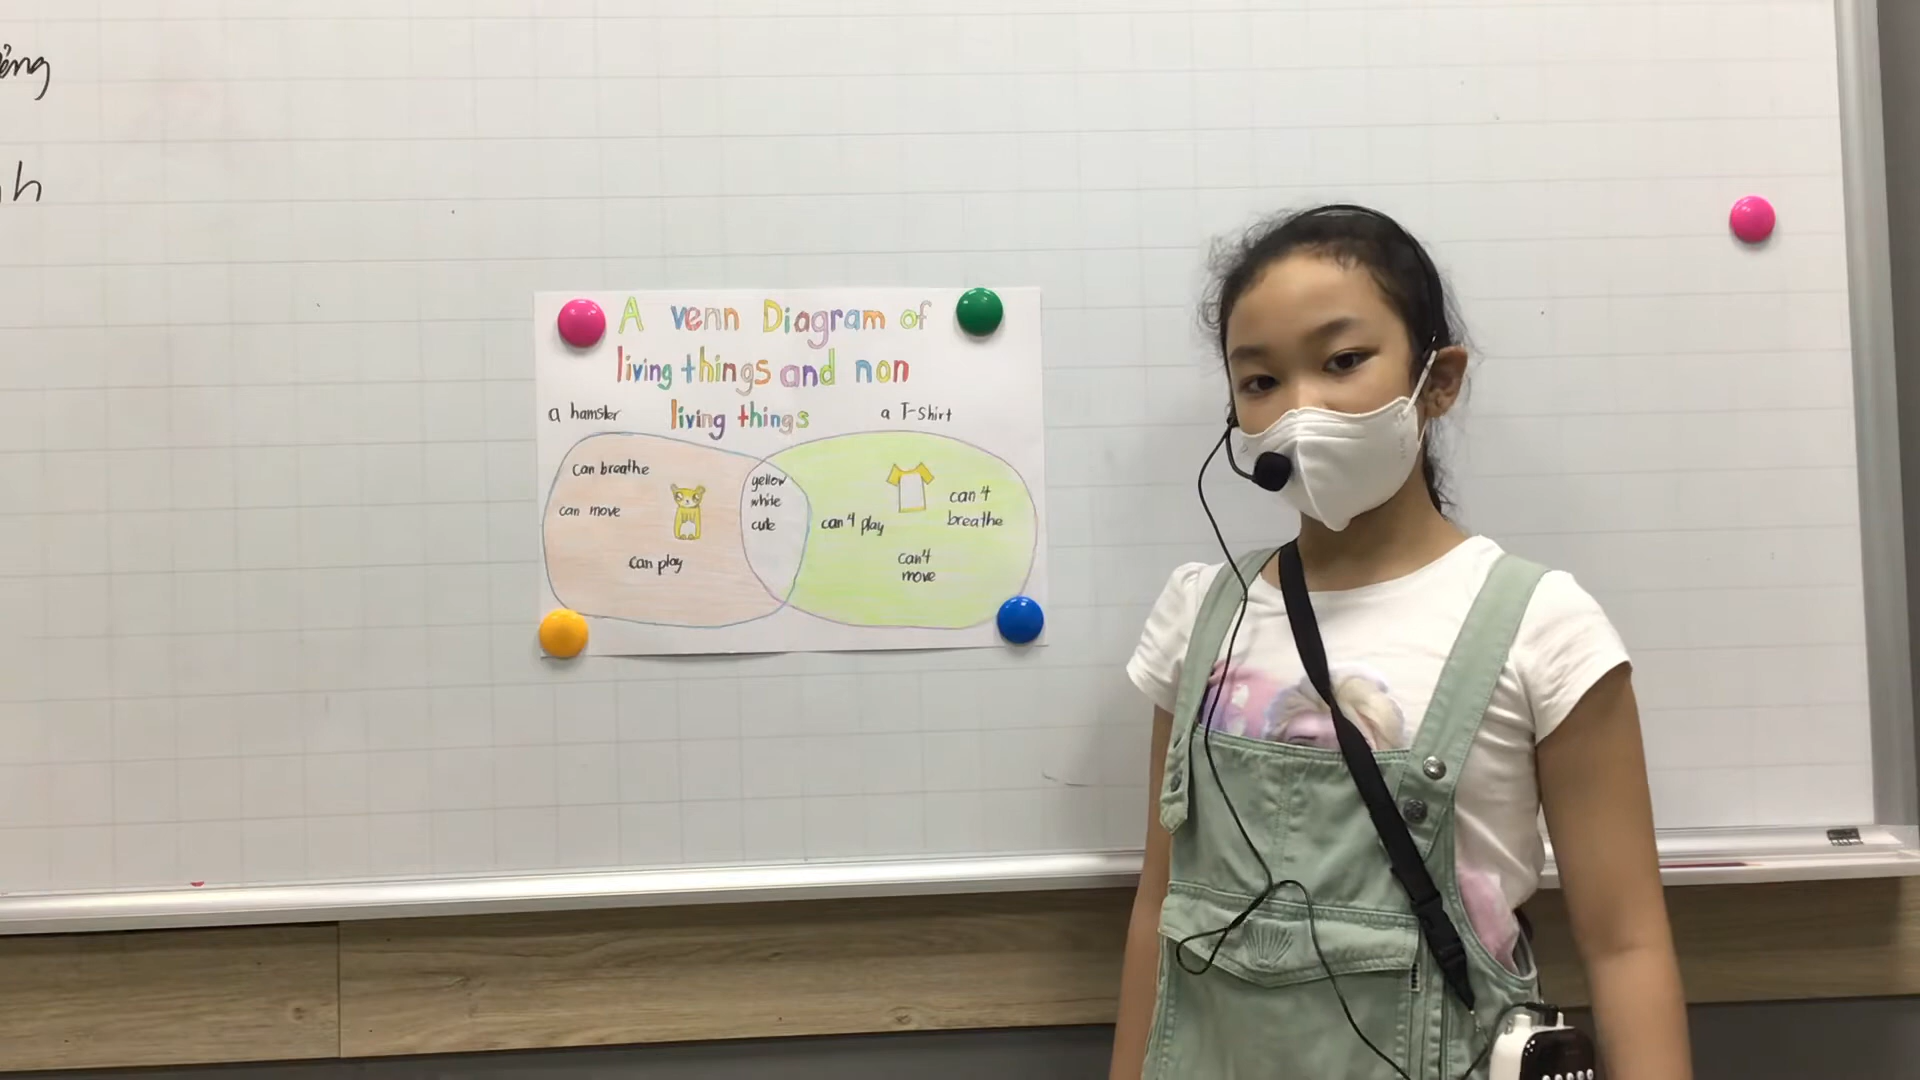 A venn Diagram of
living things and non
living things
a hamster
a T-shirt
can breathe
can move
can play
yellow
white
cute
can't play
can't
breathe
can't
move